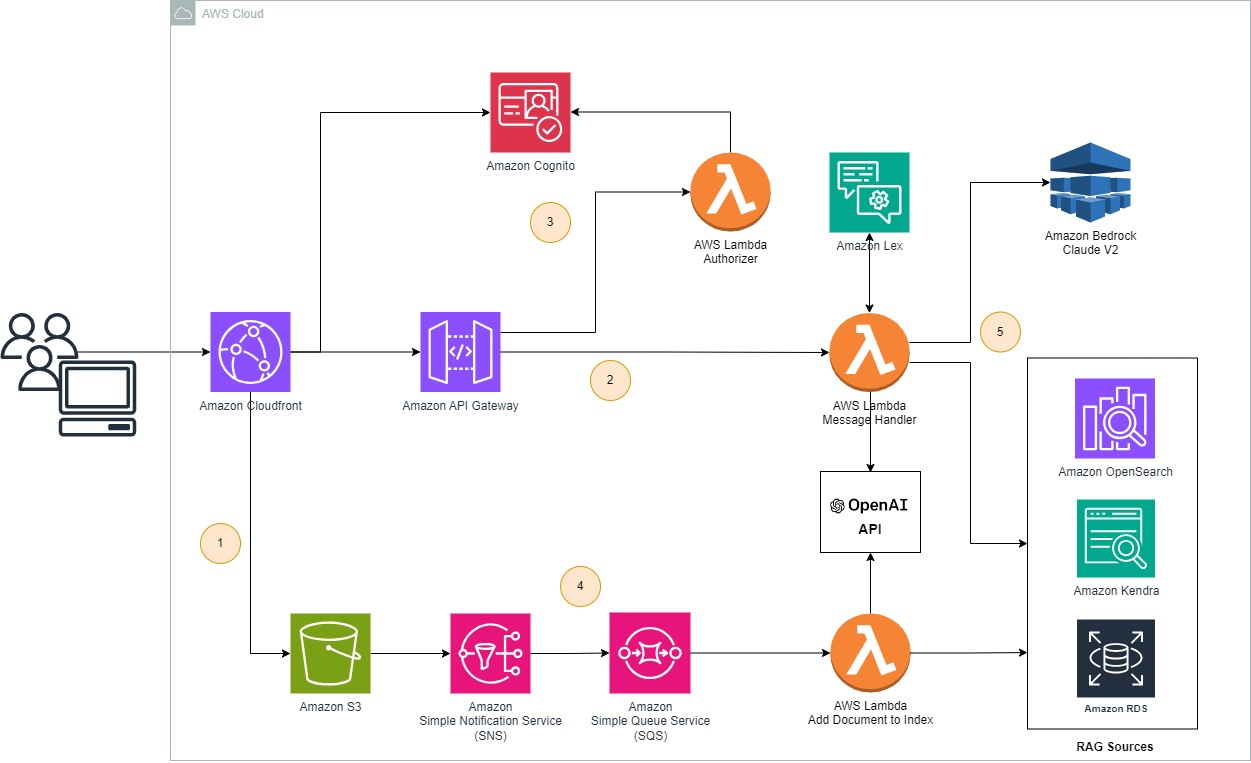 AWS Cloud
Amazon Cognito
3
AWS Lambda
Authorizer
Amazon Lex
Amazon Bedrock
Claude V2
Amazon Cloudfront
</>
Amazon API Gateway
2
AWS Lambda
Message Handler
5
Amazon OpenSearch
OpenAI
API
1
Amazon Kendra
4
Amazon S3
Amazon
Simple Notification Service
(SNS)
Amazon
Simple Queue Service
(SQS)
AWS Lambda
Add Document to Index
Amazon RDS
RAG Sources